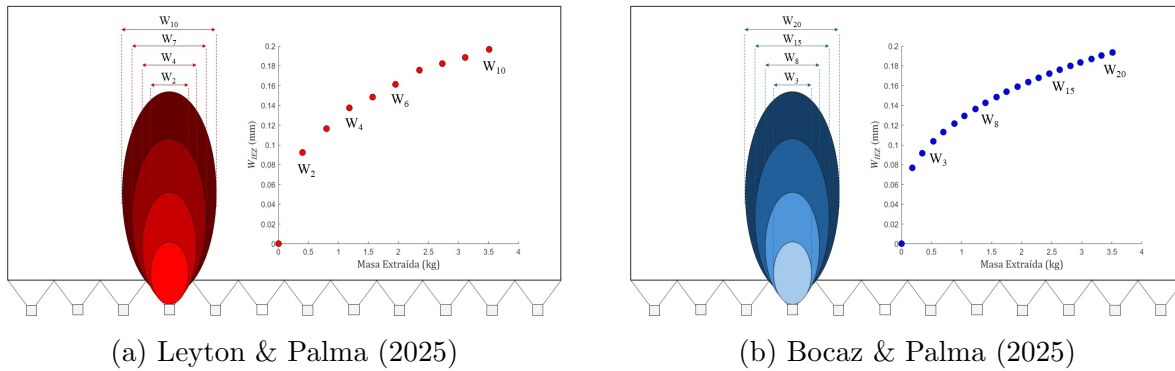 W10
W7
W4
W2
0.2
0.18
0.16
0.14
0.12
0.1
0.08
0.06
0.04
0.02
0
W_IEZ (mm)
W2
W4
W6
W10
0 0.5 1 1.5 2 2.5 3 3.5 4
Masa Extraída (kg)
(a) Leyton & Palma (2025)
W20
W15
W8
W3
0.2
0.18
0.16
0.14
0.12
0.1
0.08
0.06
0.04
0.02
0
W_IEZ (mm)
W3
W8
W15
W20
0 0.5 1 1.5 2 2.5 3 3.5 4
Masa Extraída (kg)
(b) Bocaz & Palma (2025)